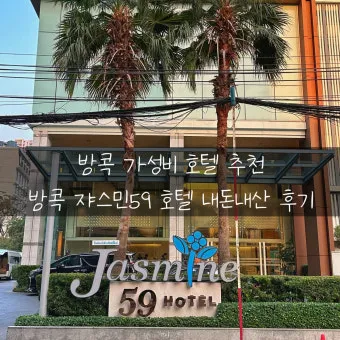 방콕 가성비 호텔 추천
방콕 쟈스민59 호텔 내돈내산 후기
Jasmine
59 HOTEL